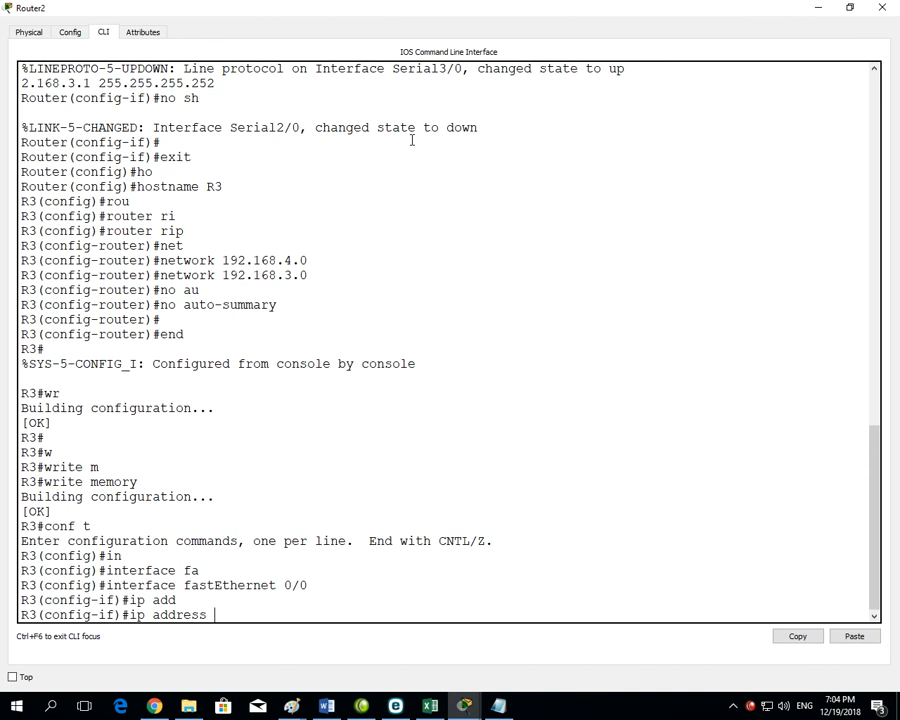 Router2
Physical Config CLI Attributes
IOS Command Line Interface
%LINEPROTO-5-UPDOWN: Line protocol on Interface Serial3/0, changed state to up
2.168.3.1 255.255.255.252
Router(config-if)#no sh
%LINK-5-CHANGED: Interface Serial2/0, changed state to down
Router(config-if)#
Router(config-if)#exit
Router(config)#ho
Router(config)#hostname R3
R3(config)#rou
R3(config)#router ri
R3(config)#router rip
R3(config-router)#net
R3(config-router)#network 192.168.4.0
R3(config-router)#network 192.168.3.0
R3(config-router)#no au
R3(config-router)#no auto-summary
R3(config-router)#
R3(config-router)#end
R3#
%SYS-5-CONFIG_I: Configured from console by console
R3#wr
Building configuration...
[OK]
R3#
R3#w
R3#write m
R3#write memory
Building configuration...
[OK]
R3#conf t
Enter configuration commands, one per line.  End with CNTL/Z.
R3(config)#in
R3(config)#interface fa
R3(config)#interface fastEthernet 0/0
R3(config-if)#ip add
R3(config-if)#ip address
Ctrl+F6 to exit CLI focus
Copy Paste
Top
7:04 PM
ENG
12/19/2018
3